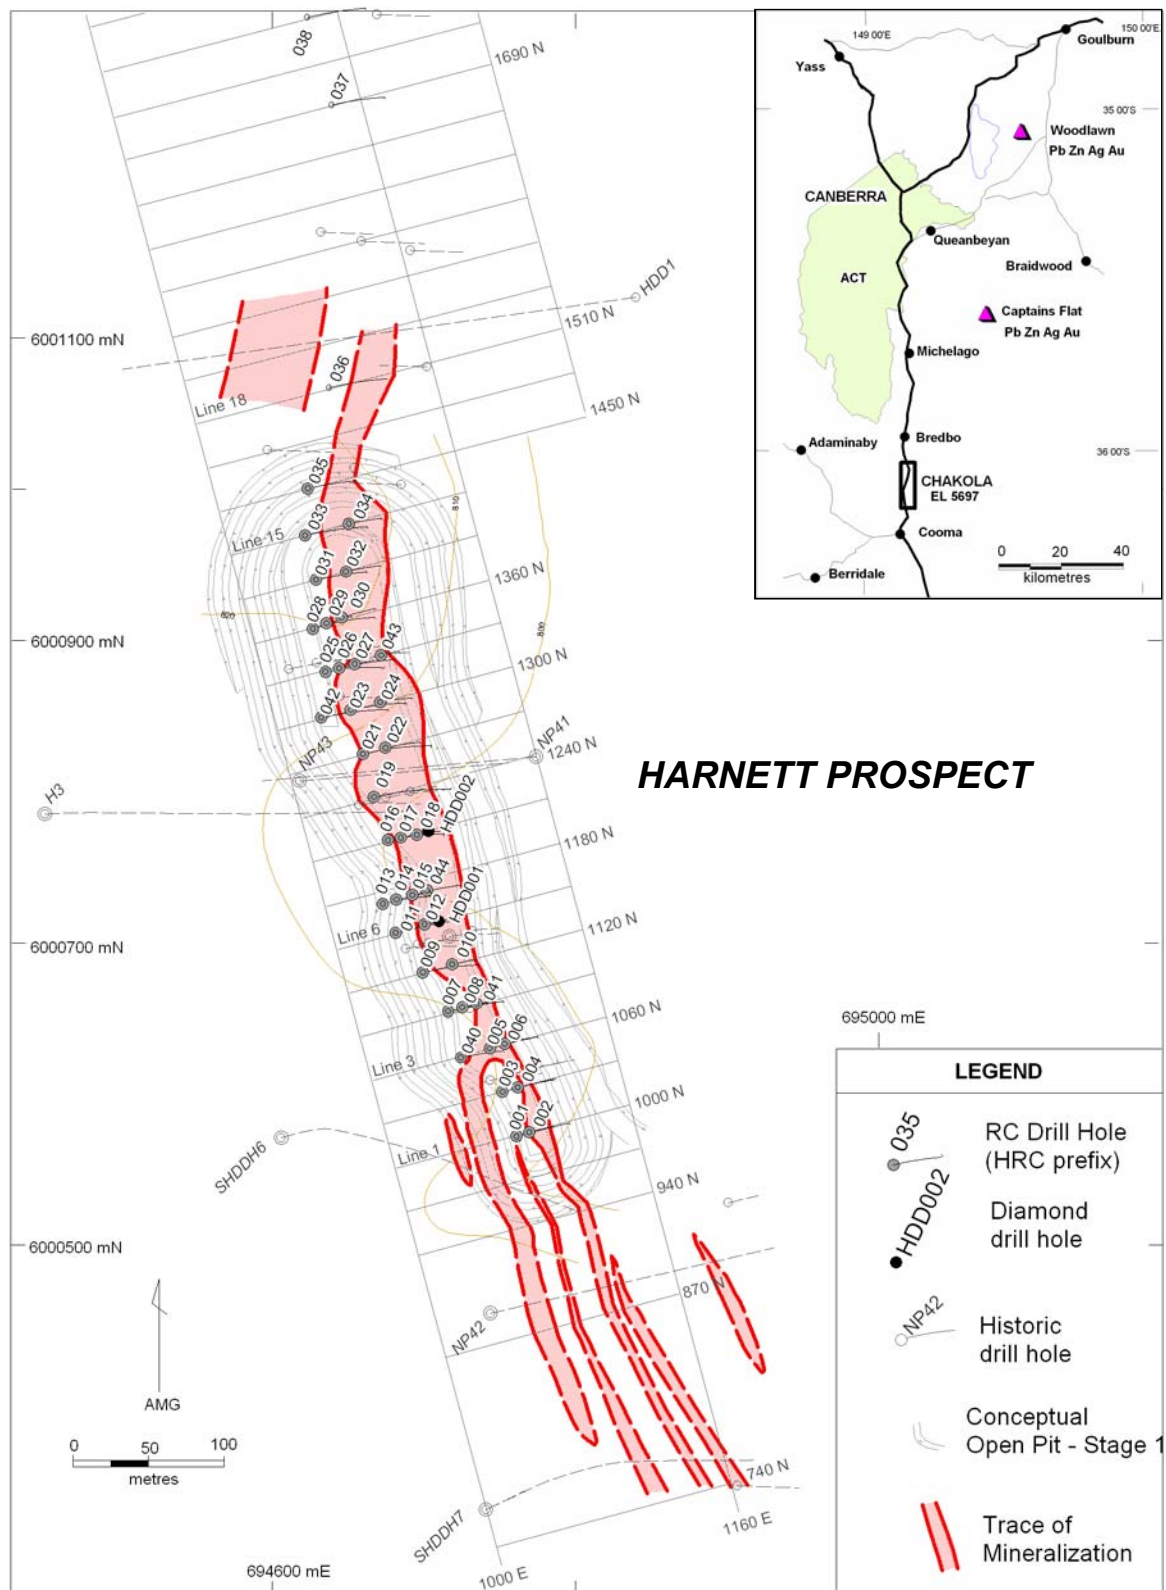 038
1690 N
037
HDD1
1510 N
6001100 mN
036
Line 18
1450 N
035
034
033
Line 15
810
032
031
1360 N
030
029
028
800
6000900 mN
043
027
026
025
1300 N
024
023
042
022
021
NP43
NP41
1240 N
HARNETT PROSPECT
019
H3
018
017
016
HDD002
1180 N
044
015
014
013
HDD001
012
011
Line 6
1120 N
6000700 mN
010
009
041
008
007
1060 N
006
005
040
Line 3
004
003
1000 N
002
001
SHDDH6
Line 1
940 N
6000500 mN
870 N
NP42
AMG
0 50 100
metres
740 N
SHDDH7
1160 E
1000 E
694600 mE
149 00'E
150 00'E
Goulburn
Yass
35 00'S
Woodlawn
Pb Zn Ag Au
CANBERRA
Queanbeyan
Braidwood
ACT
Captains Flat
Pb Zn Ag Au
Michelago
Adaminaby
Bredbo
36 00'S
CHAKOLA
EL 5697
Cooma
Berridale
0 20 40
kilometres
695000 mE
LEGEND
035
RC Drill Hole
(HRC prefix)
HDD002
Diamond
drill hole
NP42
Historic
drill hole
Conceptual
Open Pit - Stage 1
Trace of
Mineralization